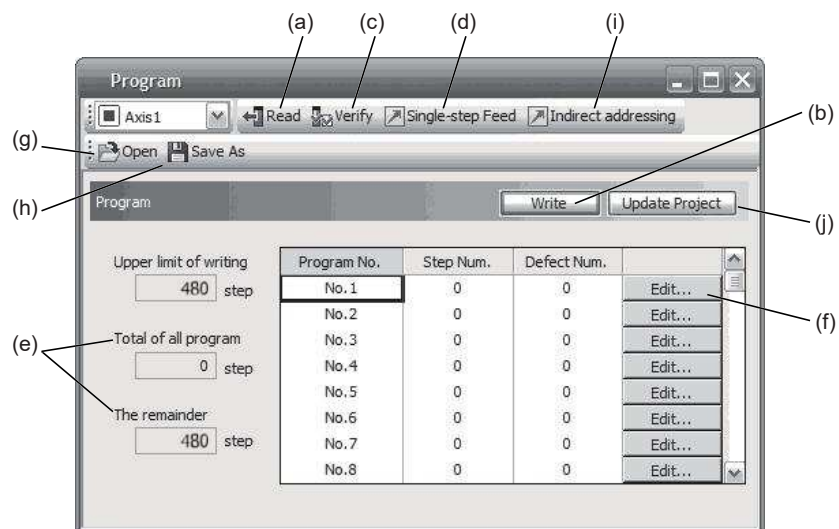 (a) (c) (d) (i)
Program
Axis1 Read Verify Single-step Feed Indirect addressing
(b)
(g) Open Save As
(h) Program Write Update Project (j)
Upper limit of writing Program No. Step Num. Defect Num.
480 step No.1 0 0 Edit... (f)
No.2 0 0 Edit...
(e) Total of all program No.3 0 0 Edit...
0 step No.4 0 0 Edit...
No.5 0 0 Edit...
The remainder No.6 0 0 Edit...
480 step No.7 0 0 Edit...
No.8 0 0 Edit...